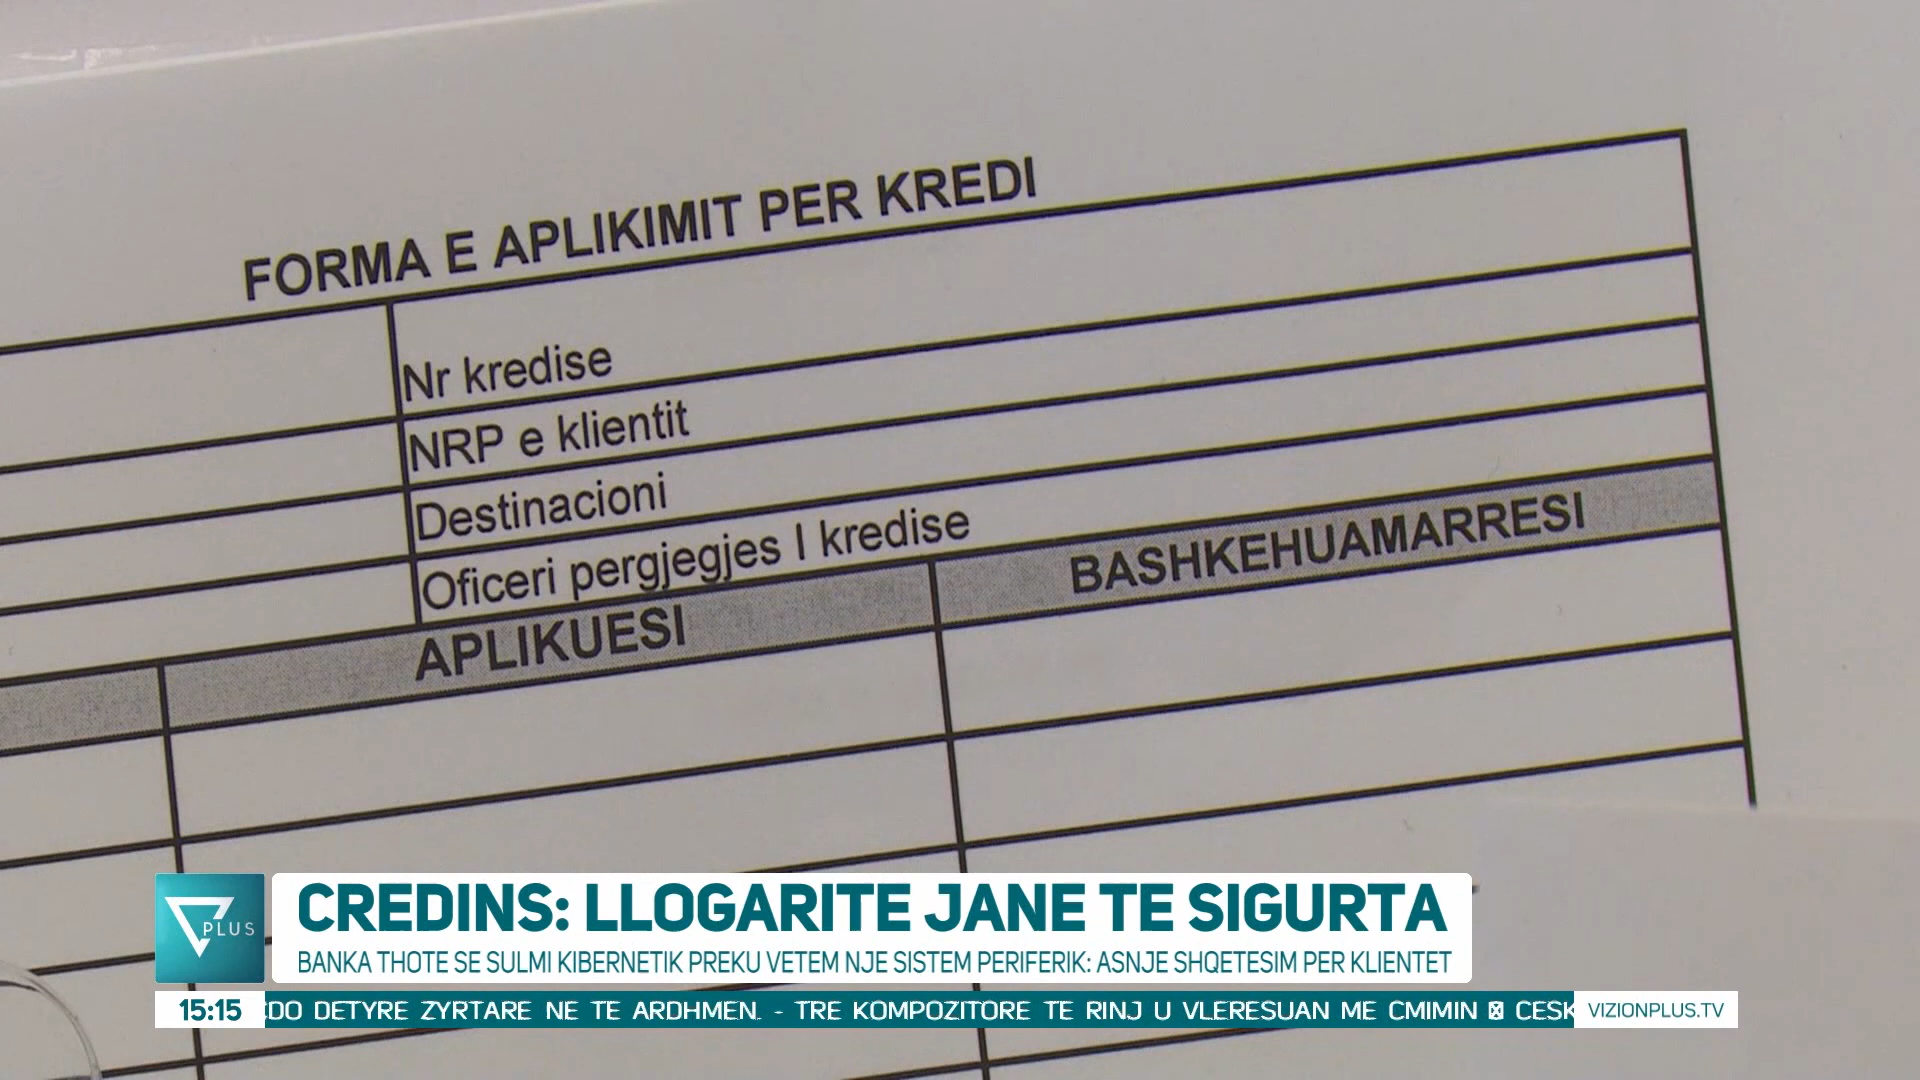 FORMA E APLIKIMIT PER KREDI
Nr kredise
NRP e klientit
Destinacioni
Oficeri pergjegjes I kredise
APLIKUESI BASHKEHUAMARRESI
PLUS
CREDINS: LLOGARITE JANE TE SIGURTA
BANKA THOTE SE SULMI KIBERNETIK PREKU VETEM NJE SISTEM PERIFERIK: ASNJE SHQETESIM PER KLIENTET
15:15 DO DETYRE ZYRTARE NE TE ARDHMEN. - TRE KOMPOZITORE TE RINJ U VLERESUAN ME CMIMIN CESK VIZIONPLUS.TV